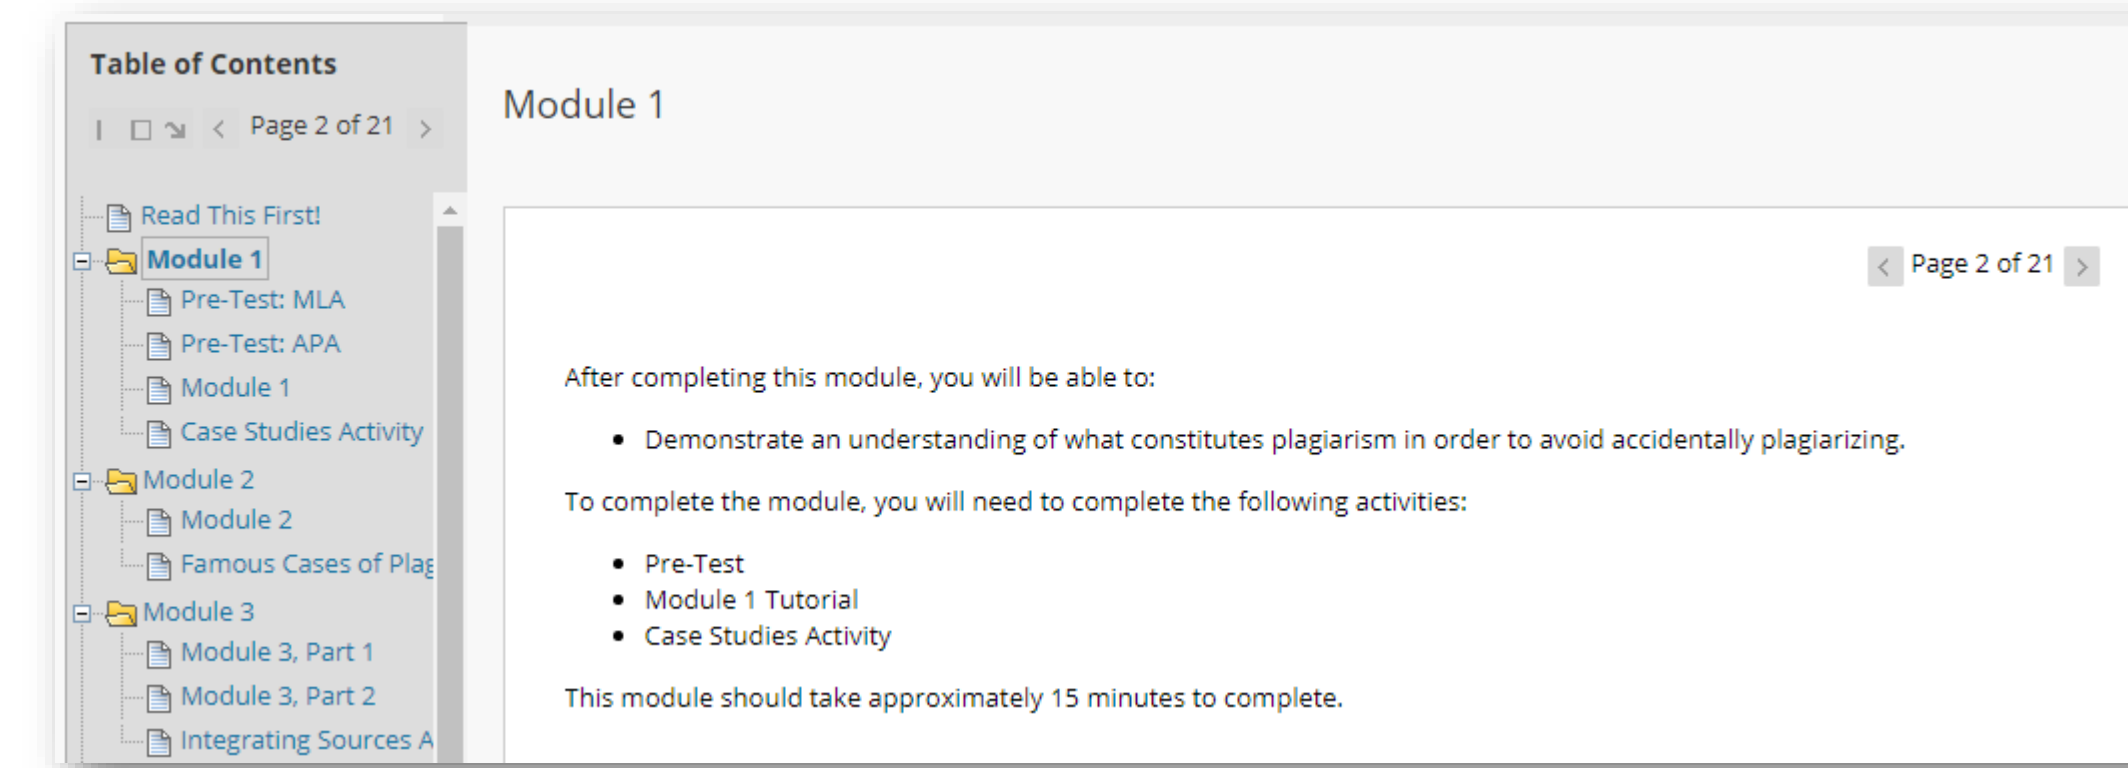 Table of Contents
Page 2 of 21
Read This First!
Module 1
Pre-Test: MLA
Pre-Test: APA
Module 1
Case Studies Activity
Module 2
Module 2
Famous Cases of Plag
Module 3
Module 3, Part 1
Module 3, Part 2
Integrating Sources A
Module 1
Page 2 of 21
After completing this module, you will be able to:
• Demonstrate an understanding of what constitutes plagiarism in order to avoid accidentally plagiarizing.
To complete the module, you will need to complete the following activities:
• Pre-Test
• Module 1 Tutorial
• Case Studies Activity
This module should take approximately 15 minutes to complete.